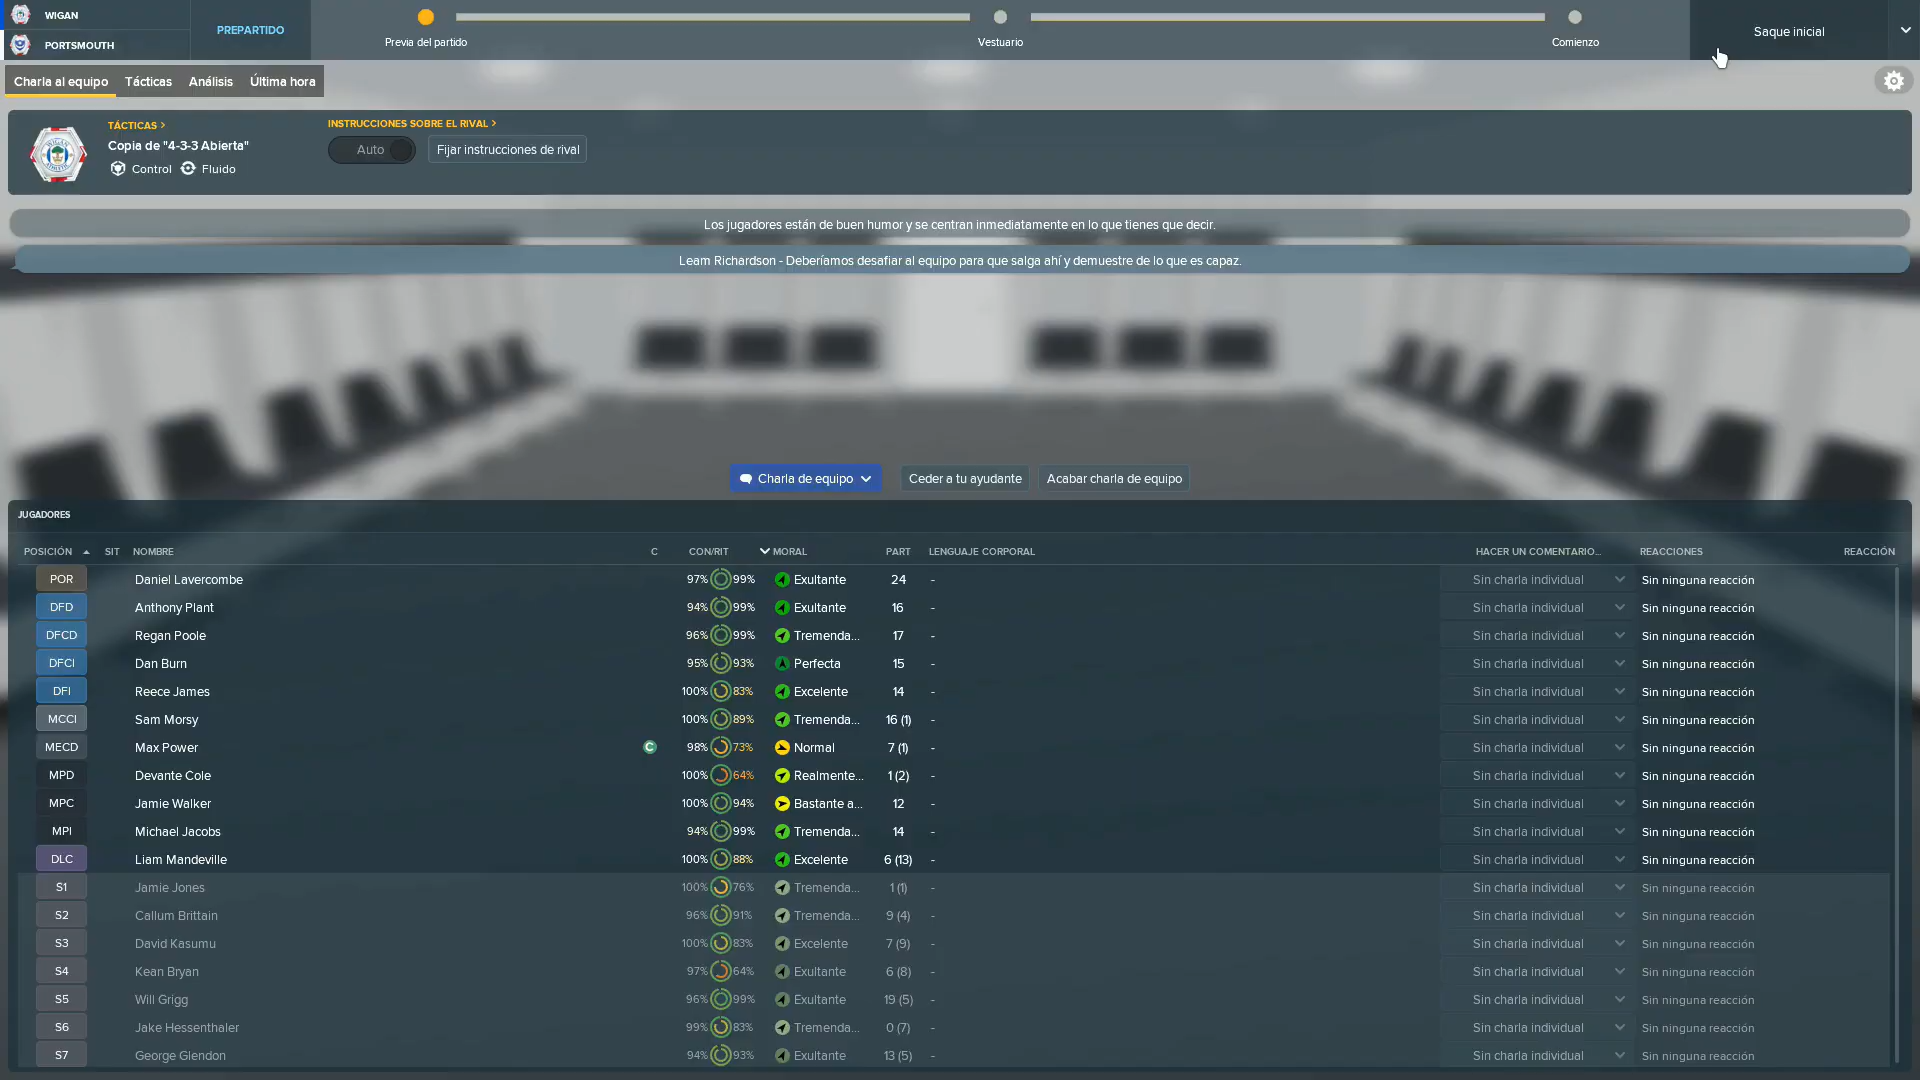 WIGAN
PORTSMOUTH
PREPARTIDO
Previa del partido
Vestuario
Comienzo
Saque inicial
Charla al equipo Tácticas Análisis Última hora
TÁCTICAS >
Copia de "4-3-3 Abierta"
Control Fluido
INSTRUCCIONES SOBRE EL RIVAL >
Auto Fijar instrucciones de rival
Los jugadores están de buen humor y se centran inmediatamente en lo que tienes que decir.
Leam Richardson - Deberíamos desafiar al equipo para que salga ahí y demuestre de lo que es capaz.
Charla de equipo Ceder a tu ayudante Acabar charla de equipo
JUGADORES
POSICIÓN SIT NOMBRE C CON/RIT MORAL PART LENGUAJE CORPORAL HACER UN COMENTARIO... REACCIONES REACCIÓN
POR Daniel Lavercombe 97% 99% Exultante 24 - Sin charla individual Sin ninguna reacción
DFD Anthony Plant 94% 99% Exultante 16 - Sin charla individual Sin ninguna reacción
DFCD Regan Poole 96% 99% Tremenda... 17 - Sin charla individual Sin ninguna reacción
DFCI Dan Burn 95% 93% Perfecta 15 - Sin charla individual Sin ninguna reacción
DFI Reece James 100% 83% Excelente 14 - Sin charla individual Sin ninguna reacción
MCCI Sam Morsy 100% 89% Tremenda... 16 (1) - Sin charla individual Sin ninguna reacción
MECD Max Power C 98% 73% Normal 7 (1) - Sin charla individual Sin ninguna reacción
MPD Devante Cole 100% 64% Realmente... 1 (2) - Sin charla individual Sin ninguna reacción
MPC Jamie Walker 100% 94% Bastante a... 12 - Sin charla individual Sin ninguna reacción
MPI Michael Jacobs 94% 99% Tremenda... 14 - Sin charla individual Sin ninguna reacción
DLC Liam Mandeville 100% 88% Excelente 6 (13) - Sin charla individual Sin ninguna reacción
S1 Jamie Jones 100% 76% Tremenda... 1 (1) - Sin charla individual Sin ninguna reacción
S2 Callum Brittain 96% 91% Tremenda... 9 (4) - Sin charla individual Sin ninguna reacción
S3 David Kasumu 100% 83% Excelente 7 (9) - Sin charla individual Sin ninguna reacción
S4 Kean Bryan 97% 64% Exultante 6 (8) - Sin charla individual Sin ninguna reacción
S5 Will Grigg 96% 99% Exultante 19 (5) - Sin charla individual Sin ninguna reacción
S6 Jake Hessenthaler 99% 83% Tremenda... 0 (7) - Sin charla individual Sin ninguna reacción
S7 George Glendon 94% 93% Exultante 13 (5) - Sin charla individual Sin ninguna reacción